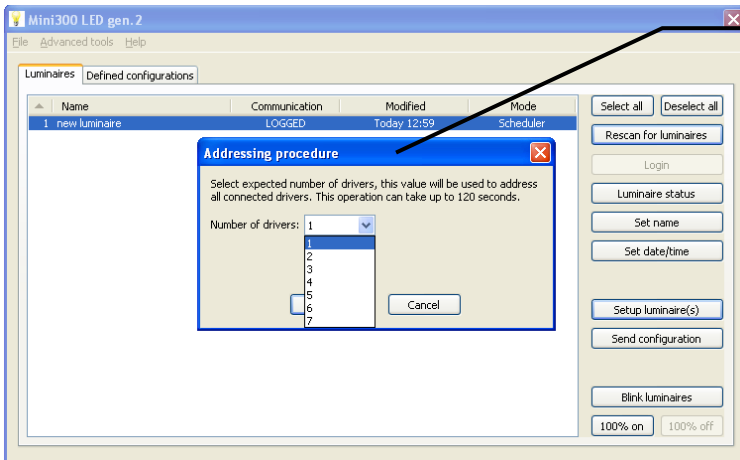 Mini300 LED gen.2
File Advanced tools Help
Luminaires Defined configurations
Name Communication Modified Mode
1 new luminaire LOGGED Today 12:59 Scheduler
Addressing procedure
Select expected number of drivers, this value will be used to address
all connected drivers. This operation can take up to 120 seconds.
Number of drivers: 1
1
2
3
4
5
6
7
Cancel
Select all Deselect all
Rescan for luminaires
Login
Luminaire status
Set name
Set date/time
Setup luminaire(s)
Send configuration
Blink luminaires
100% on 100% off